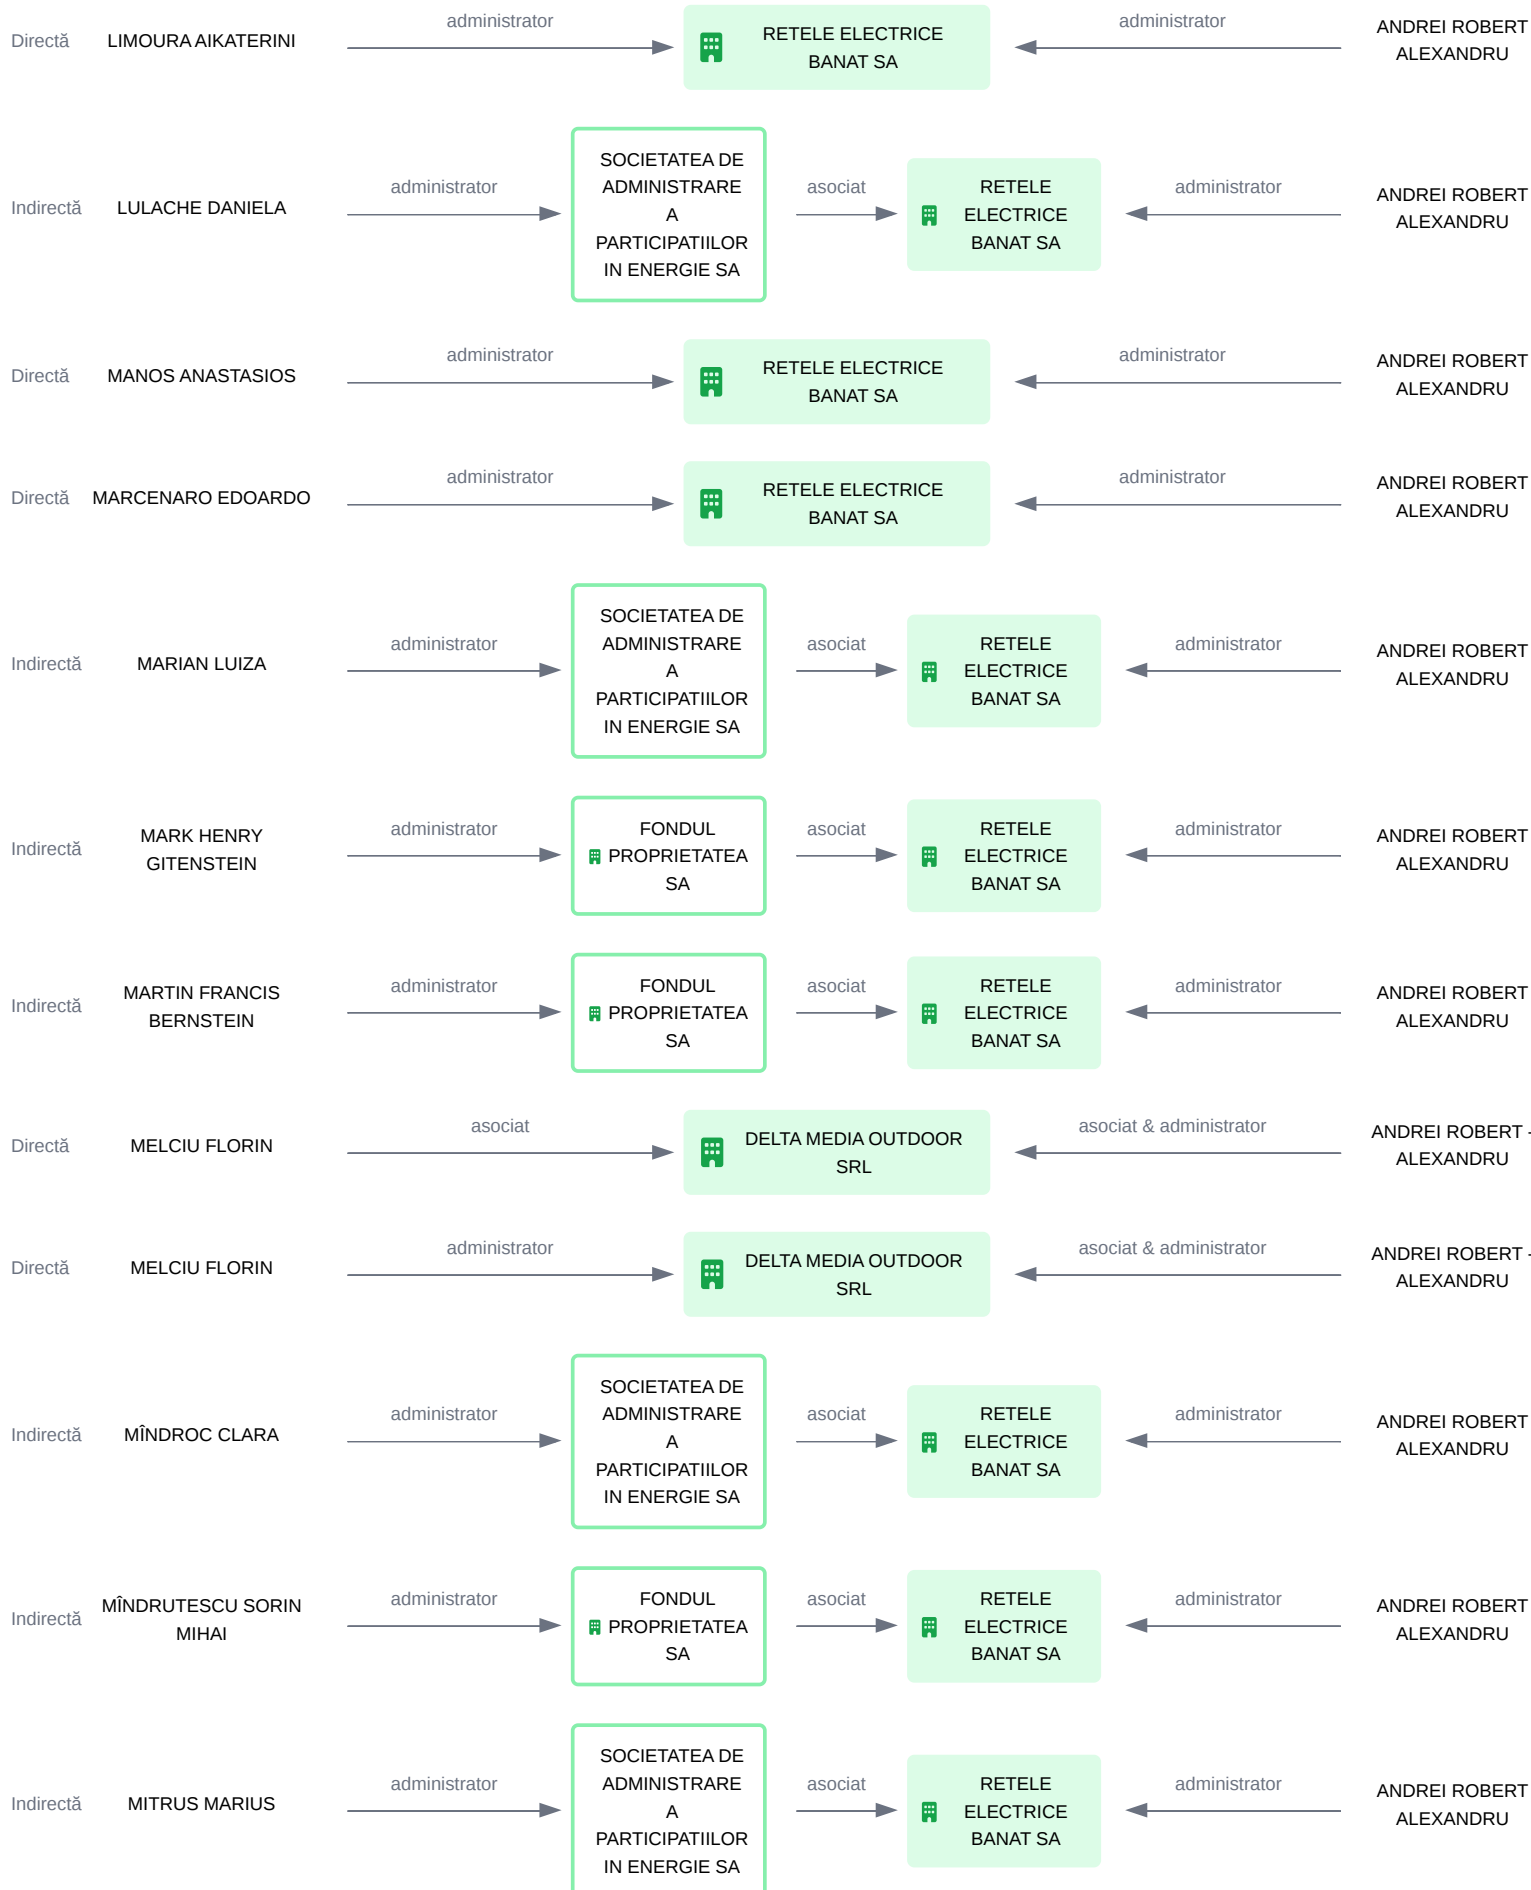 Directă
LIMOURA AIKATERINI
administrator
RETELE ELECTRICE
BANAT SA
administrator
ANDREI ROBERT
ALEXANDRU
Indirectă
LULACHE DANIELA
administrator
SOCIETATEA DE
ADMINISTRARE
A
PARTICIPATIILOR
IN ENERGIE SA
asociat
RETELE
ELECTRICE
BANAT SA
administrator
ANDREI ROBERT
ALEXANDRU
Directă
MANOS ANASTASIOS
administrator
RETELE ELECTRICE
BANAT SA
administrator
ANDREI ROBERT
ALEXANDRU
Directă
MARCENARO EDOARDO
administrator
RETELE ELECTRICE
BANAT SA
administrator
ANDREI ROBERT
ALEXANDRU
Indirectă
MARIAN LUIZA
administrator
SOCIETATEA DE
ADMINISTRARE
A
PARTICIPATIILOR
IN ENERGIE SA
asociat
RETELE
ELECTRICE
BANAT SA
administrator
ANDREI ROBERT
ALEXANDRU
Indirectă
MARK HENRY
GITENSTEIN
administrator
FONDUL
PROPRIETATEA
SA
asociat
RETELE
ELECTRICE
BANAT SA
administrator
ANDREI ROBERT
ALEXANDRU
Indirectă
MARTIN FRANCIS
BERNSTEIN
administrator
FONDUL
PROPRIETATEA
SA
asociat
RETELE
ELECTRICE
BANAT SA
administrator
ANDREI ROBERT
ALEXANDRU
Directă
MELCIU FLORIN
asociat
DELTA MEDIA OUTDOOR
SRL
asociat & administrator
ANDREI ROBERT -
ALEXANDRU
Directă
MELCIU FLORIN
administrator
DELTA MEDIA OUTDOOR
SRL
asociat & administrator
ANDREI ROBERT -
ALEXANDRU
Indirectă
MÎNDROC CLARA
administrator
SOCIETATEA DE
ADMINISTRARE
A
PARTICIPATIILOR
IN ENERGIE SA
asociat
RETELE
ELECTRICE
BANAT SA
administrator
ANDREI ROBERT
ALEXANDRU
Indirectă
MÎNDRUTESCU SORIN
MIHAI
administrator
FONDUL
PROPRIETATEA
SA
asociat
RETELE
ELECTRICE
BANAT SA
administrator
ANDREI ROBERT
ALEXANDRU
Indirectă
MITRUS MARIUS
administrator
SOCIETATEA DE
ADMINISTRARE
A
PARTICIPATIILOR
IN ENERGIE SA
asociat
RETELE
ELECTRICE
BANAT SA
administrator
ANDREI ROBERT
ALEXANDRU